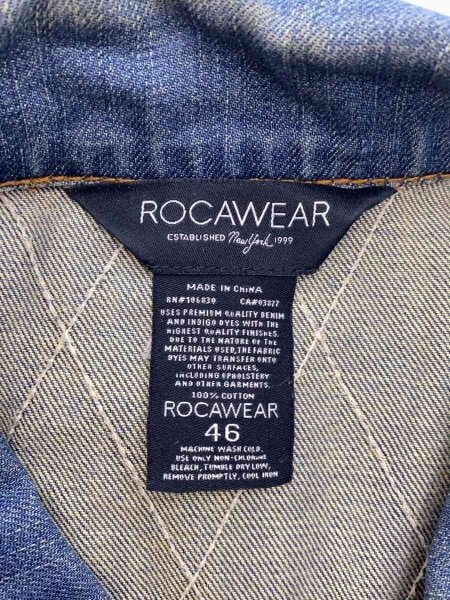 ROCAWEAR
ESTABLISHED New York 1999
MADE IN CHINA
RN#106830 CA#03877
USES PREMIUM QUALITY DENIM
AND INDIGO DYES WITH THE
HIGHEST QUALITY FINISHES.
DUE TO THE NATURE OF THE
MATERIALS USED, THE FABRIC
DYES MAY TRANSFER ONTO
OTHER SURFACES,
INCLUDING UPHOLSTERY
AND OTHER GARMENTS.
100% COTTON
ROCAWEAR
46
MACHINE WASH COLD.
USE ONLY NON-CHLORINE
BLEACH, TUMBLE DRY LOW,
REMOVE PROMPTLY, COOL IRON